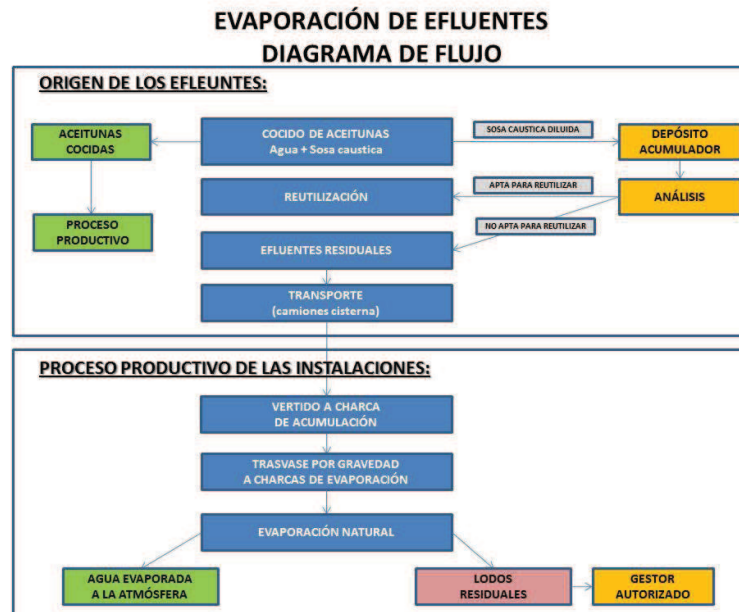 EVAPORACIÓN DE EFLUENTES
DIAGRAMA DE FLUJO
ORIGEN DE LOS EFLEUNTES:
ACEITUNAS
COCIDAS
COCIDO DE ACEITUNAS
Agua + Sosa caustica
SOSA CAUSTICA DILUIDA
DEPÓSITO
ACUMULADOR
REUTILIZACIÓN
APTA PARA REUTILIZAR
ANÁLISIS
PROCESO
PRODUCTIVO
NO APTA PARA REUTILIZAR
EFLUENTES RESIDUALES
TRANSPORTE
(camiones cisterna)
PROCESO PRODUCTIVO DE LAS INSTALACIONES:
VERTIDO A CHARCA
DE ACUMULACIÓN
TRASVASE POR GRAVEDAD
A CHARCAS DE EVAPORACIÓN
EVAPORACIÓN NATURAL
AGUA EVAPORADA
A LA ATMÓSFERA
LODOS
RESIDUALES
GESTOR
AUTORIZADO